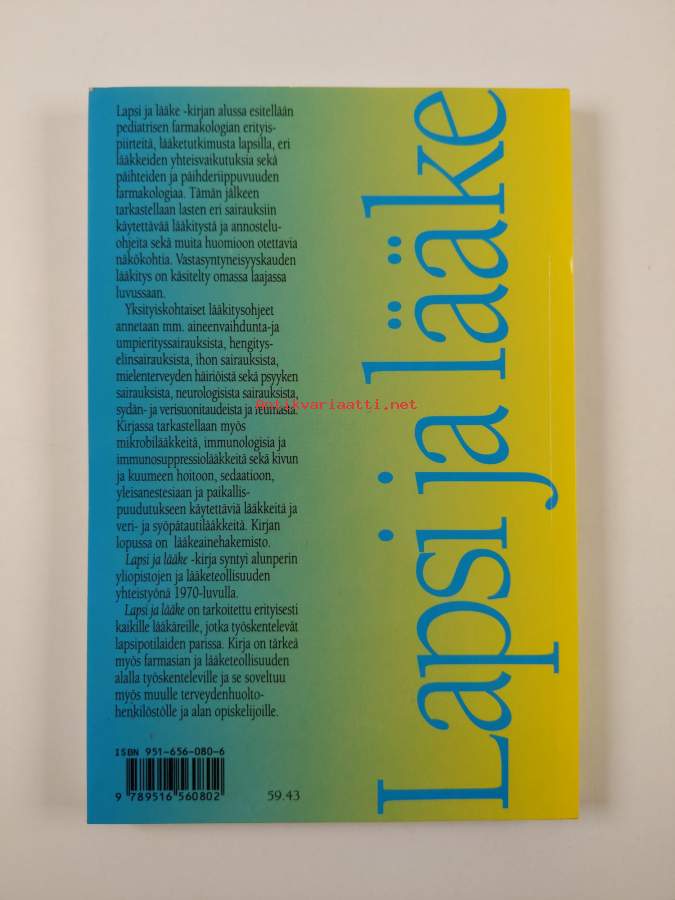 Lapsi ja lääke -kirjan alussa esitellään
pediatrisen farmakologian erityis-
piirteitä, lääketutkimusta lapsilla, eri
lääkkeiden yhteisvaikutuksia sekä
päihteiden ja päihderiippuvuuden
farmakologiaa. Tämän jälkeen
tarkastellaan lasten eri sairauksiin
käytettävää lääkitystä ja annostelu-
ohjeita sekä muita huomioon otettavia
näkökohtia. Vastasyntyneisyyskauden
lääkitys on käsitelty omassa laajassa
luvussaan.
Yksityiskohtaiset lääkitysohjeet
annetaan mm. aineenvaihdunta-ja
umpierityssairauksista, hengitys-
elinsairauksista, ihon sairauksista,
mielenterveyden häiriöistä sekä psyyken
sairauksista, neurologisista sairauksista,
sydän- ja verisuonitaudeista ja reumasta.
Kirjassa tarkastellaan myös
mikrobilääkkeitä, immunologisia ja
immunosuppressiolääkkeitä sekä kivun
ja kuumeen hoitoon, sedaatioon,
yleisanestesiaan ja paikallis-
puudutukseen käytettäviä lääkkeitä ja
veri- ja syöpätautilääkkeitä. Kirjan
lopussa on lääkeainehakemisto.
Lapsi ja lääke -kirja syntyi alunperin
yliopistojen ja lääketeollisuuden
yhteistyönä 1970-luvulla.
Lapsi ja lääke on tarkoitettu erityisesti
kaikille lääkäreille, jotka työskentelevät
lapsipotilaiden parissa. Kirja on tärkeä
myös farmasian ja lääketeollisuuden
alalla työskenteleville ja se soveltuu
myös muulle terveydenhuolto-
henkilöstölle ja alan opiskelijoille.
ISBN 951-656-080-6
9 789516 560802
59.43
Lapsi ja lääke
Antikvariaatti.net